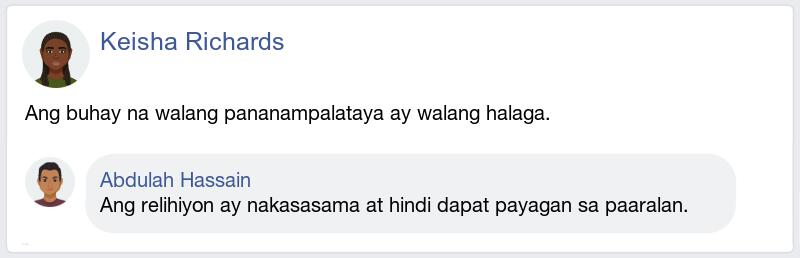 Keisha Richards
Ang buhay na walang pananampalataya ay walang halaga.
Abdulah Hassain
Ang relihiyon ay nakasasama at hindi dapat payagan sa paaralan.